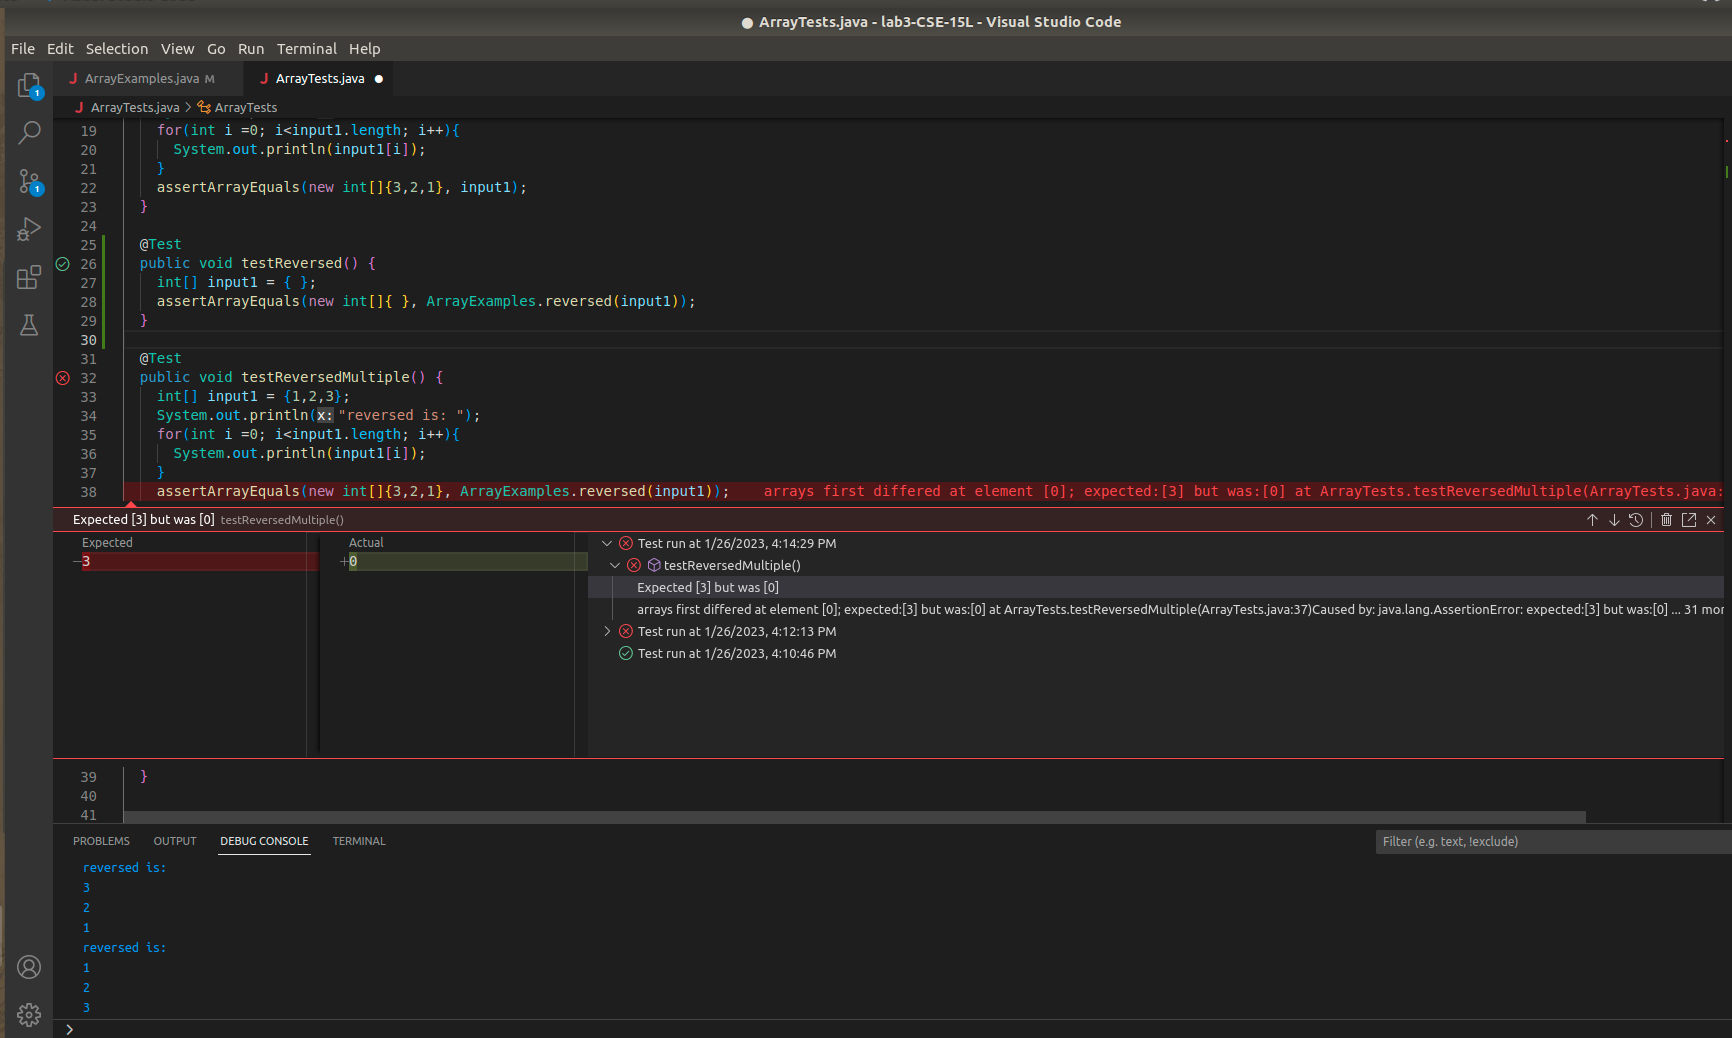 ArrayTests.java - lab3-CSE-15L - Visual Studio Code
File Edit Selection View Go Run Terminal Help
ArrayExamples.java M
ArrayTests.java
ArrayTests.java > ArrayTests
19 for(int i =0; i<input1.length; i++){
20 System.out.println(input1[i]);
21 }
22 assertArrayEquals(new int[]{3,2,1}, input1);
23 }
24
25 @Test
26 public void testReversed() {
27 int[] input1 = { };
28 assertArrayEquals(new int[]{ }, ArrayExamples.reversed(input1));
29 }
30
31 @Test
32 public void testReversedMultiple() {
33 int[] input1 = {1,2,3};
34 System.out.println(x: "reversed is: ");
35 for(int i =0; i<input1.length; i++){
36 System.out.println(input1[i]);
37 }
38 assertArrayEquals(new int[]{3,2,1}, ArrayExamples.reversed(input1)); arrays first differed at element [0]; expected:[3] but was:[0] at ArrayTests.testReversedMultiple(ArrayTests.java:
Expected [3] but was [0] testReversedMultiple()
Expected
Actual
3
0
Test run at 1/26/2023, 4:14:29 PM
testReversedMultiple()
Expected [3] but was [0]
arrays first differed at element [0]; expected:[3] but was:[0] at ArrayTests.testReversedMultiple(ArrayTests.java:37)Caused by: java.lang.AssertionError: expected:[3] but was:[0] ... 31 mor
Test run at 1/26/2023, 4:12:13 PM
Test run at 1/26/2023, 4:10:46 PM
39 }
40
41
PROBLEMS OUTPUT DEBUG CONSOLE TERMINAL
Filter (e.g. text, !exclude)
reversed is:
3
2
1
reversed is:
1
2
3
1
1